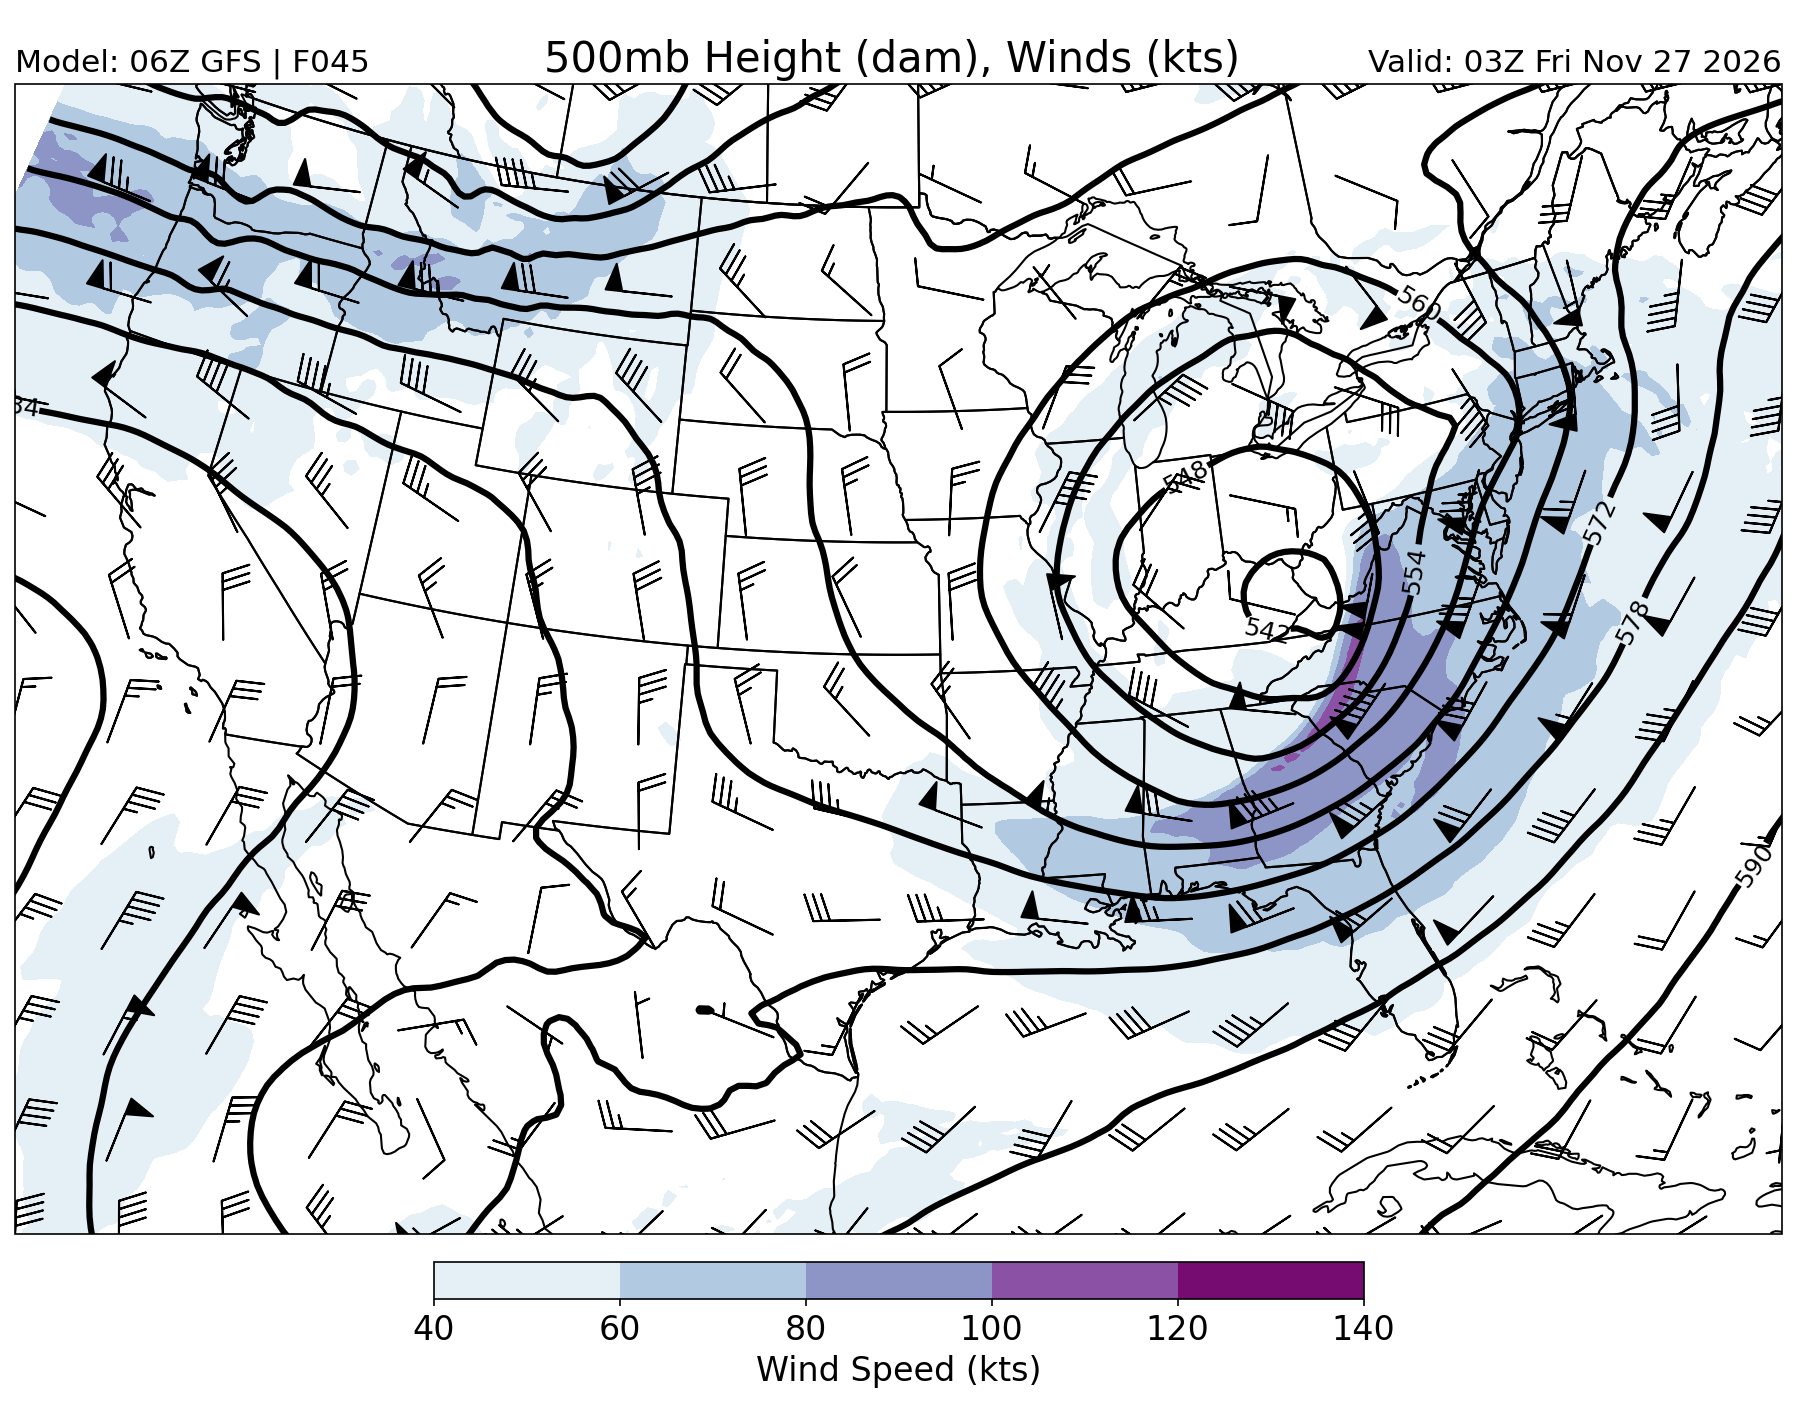 Model: 06Z GFS | F045
500mb Height (dam), Winds (kts)
Valid: 03Z Fri Nov 27 2026
560
34
548
572
554
578
542
590
40 60 80 100 120 140
Wind Speed (kts)